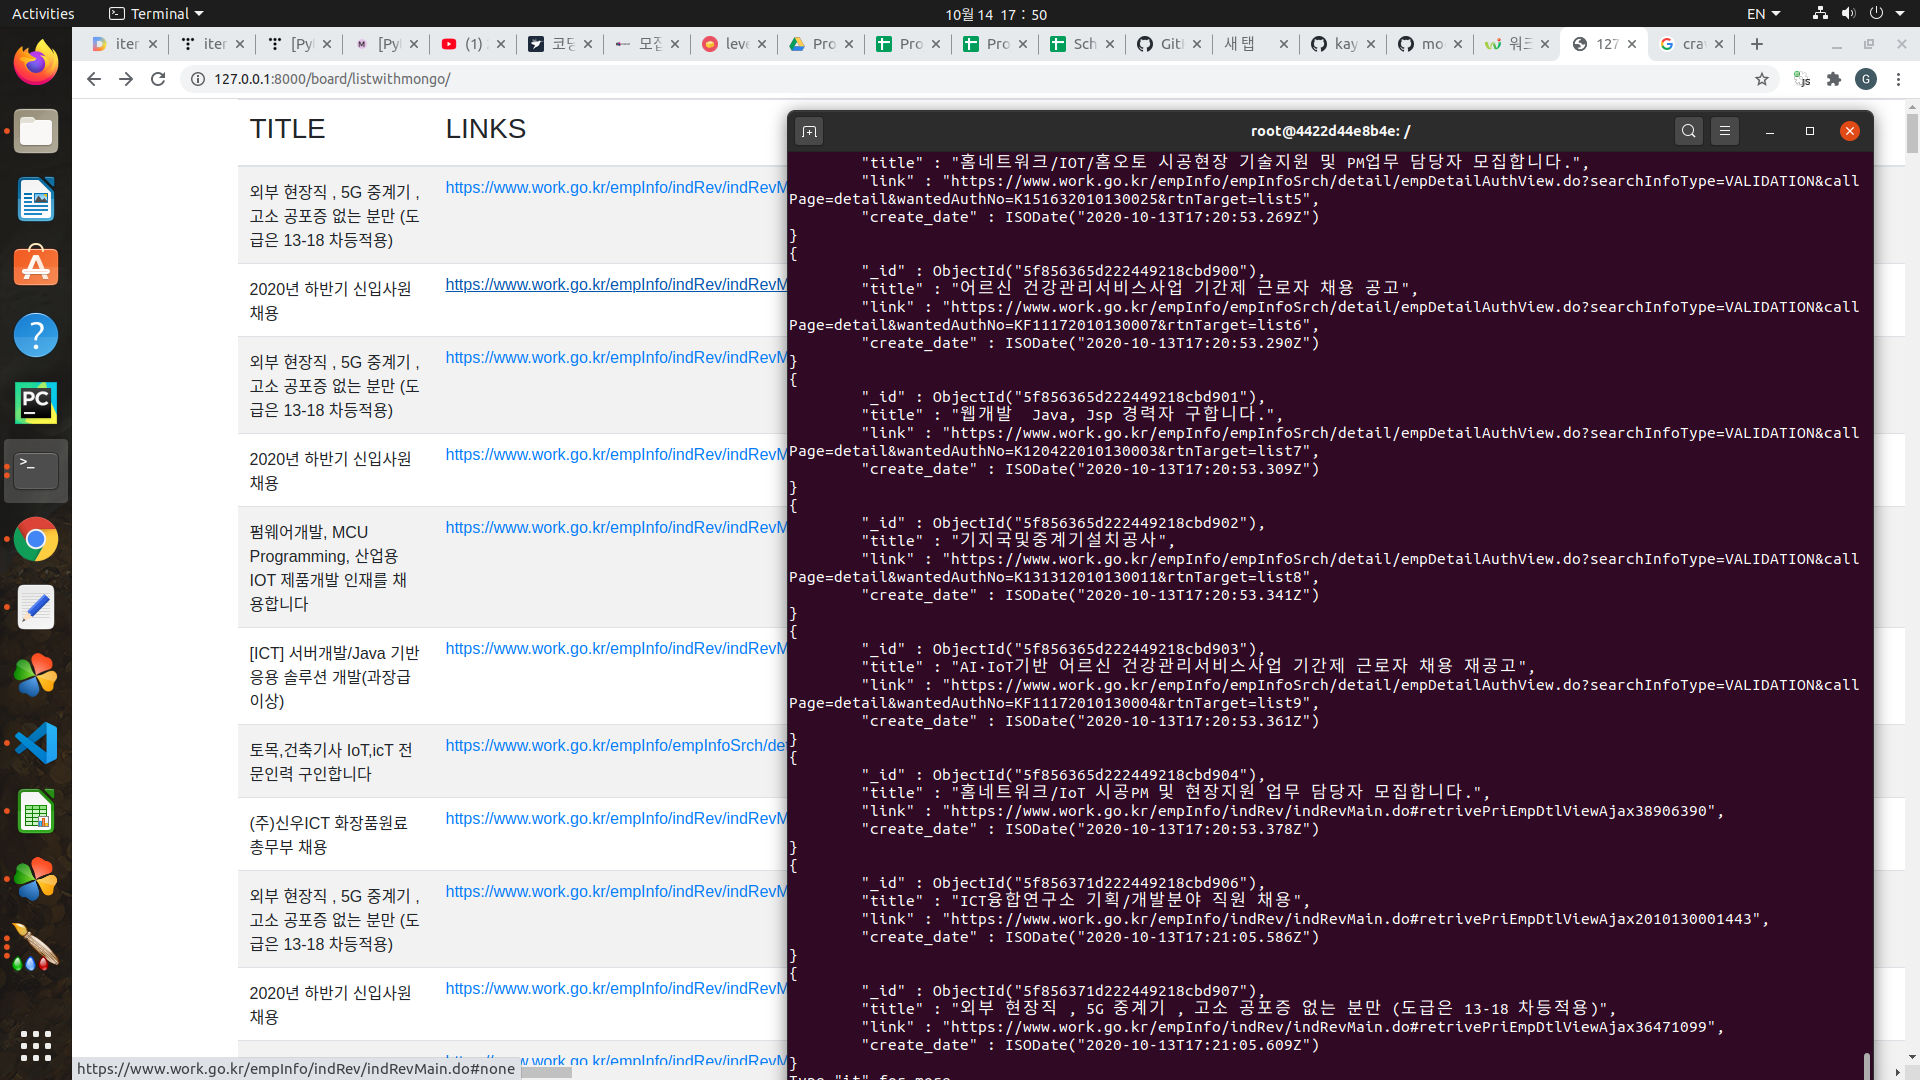 Activities
Terminal
10월 14 17 : 50
EN
iter
iter
[Pyl
[Pyl
(1)
코딩
모집
leve
Pro
Pro
Pro
Sch
Gitl
새 탭
kay
mo
워크
127
cra
127.0.0.1:8000/board/listwithmongo/
G
TITLE
LINKS
외부 현장직 , 5G 중계기 ,
고소 공포증 없는 분만 (도
급은 13-18 차등적용)
https://www.work.go.kr/empInfo/indRev/indRevM
2020년 하반기 신입사원
채용
https://www.work.go.kr/empInfo/indRev/indRevM
외부 현장직 , 5G 중계기 ,
고소 공포증 없는 분만 (도
급은 13-18 차등적용)
https://www.work.go.kr/empInfo/indRev/indRevM
2020년 하반기 신입사원
채용
https://www.work.go.kr/empInfo/indRev/indRevM
펌웨어개발, MCU
Programming, 산업용
IOT 제품개발 인재를 채
용합니다
https://www.work.go.kr/empInfo/indRev/indRevM
[ICT] 서버개발/Java 기반
응용 솔루션 개발(과장급
이상)
https://www.work.go.kr/empInfo/indRev/indRevM
토목,건축기사 IoT,icT 전
문인력 구인합니다
https://www.work.go.kr/empInfo/empInfoSrch/de
(주)신우ICT 화장품원료
총무부 채용
https://www.work.go.kr/empInfo/indRev/indRevM
외부 현장직 , 5G 중계기 ,
고소 공포증 없는 분만 (도
급은 13-18 차등적용)
https://www.work.go.kr/empInfo/indRev/indRevM
2020년 하반기 신입사원
채용
https://www.work.go.kr/empInfo/indRev/indRevM
https://www.work.go.kr/empInfo/indRev/indRevM
https://www.work.go.kr/empInfo/indRev/indRevMain.do#none
root@4422d44e8b4e: /
"title" : "홈네트워크/IOT/홈오토 시공현장 기술지원 및 PM업무 담당자 모집합니다.",
"link" : "https://www.work.go.kr/empInfo/empInfoSrch/detail/empDetailAuthView.do?searchInfoType=VALIDATION&call
Page=detail&wantedAuthNo=K151632010130025&rtnTarget=list5",
"create_date" : ISODate("2020-10-13T17:20:53.269Z")
}
{
"_id" : ObjectId("5f856365d222449218cbd900"),
"title" : "어르신 건강관리서비스사업 기간제 근로자 채용 공고",
"link" : "https://www.work.go.kr/empInfo/empInfoSrch/detail/empDetailAuthView.do?searchInfoType=VALIDATION&call
Page=detail&wantedAuthNo=KF11172010130007&rtnTarget=list6",
"create_date" : ISODate("2020-10-13T17:20:53.290Z")
}
{
"_id" : ObjectId("5f856365d222449218cbd901"),
"title" : "웹개발  Java, Jsp 경력자 구합니다.",
"link" : "https://www.work.go.kr/empInfo/empInfoSrch/detail/empDetailAuthView.do?searchInfoType=VALIDATION&call
Page=detail&wantedAuthNo=K120422010130003&rtnTarget=list7",
"create_date" : ISODate("2020-10-13T17:20:53.309Z")
}
{
"_id" : ObjectId("5f856365d222449218cbd902"),
"title" : "기지국및중계기설치공사",
"link" : "https://www.work.go.kr/empInfo/empInfoSrch/detail/empDetailAuthView.do?searchInfoType=VALIDATION&call
Page=detail&wantedAuthNo=K131312010130011&rtnTarget=list8",
"create_date" : ISODate("2020-10-13T17:20:53.341Z")
}
{
"_id" : ObjectId("5f856365d222449218cbd903"),
"title" : "AI·IoT기반 어르신 건강관리서비스사업 기간제 근로자 채용 재공고",
"link" : "https://www.work.go.kr/empInfo/empInfoSrch/detail/empDetailAuthView.do?searchInfoType=VALIDATION&call
Page=detail&wantedAuthNo=KF11172010130004&rtnTarget=list9",
"create_date" : ISODate("2020-10-13T17:20:53.361Z")
}
{
"_id" : ObjectId("5f856365d222449218cbd904"),
"title" : "홈네트워크/IoT 시공PM 및 현장지원 업무 담당자 모집합니다.",
"link" : "https://www.work.go.kr/empInfo/indRev/indRevMain.do#retrivePriEmpDtlViewAjax38906390",
"create_date" : ISODate("2020-10-13T17:20:53.378Z")
}
{
"_id" : ObjectId("5f856371d222449218cbd906"),
"title" : "ICT융합연구소 기획/개발분야 직원 채용",
"link" : "https://www.work.go.kr/empInfo/indRev/indRevMain.do#retrivePriEmpDtlViewAjax2010130001443",
"create_date" : ISODate("2020-10-13T17:21:05.586Z")
}
{
"_id" : ObjectId("5f856371d222449218cbd907"),
"title" : "외부 현장직 , 5G 중계기 , 고소 공포증 없는 분만 (도급은 13-18 차등적용)",
"link" : "https://www.work.go.kr/empInfo/indRev/indRevMain.do#retrivePriEmpDtlViewAjax36471099",
"create_date" : ISODate("2020-10-13T17:21:05.609Z")
}
Type "it" for more